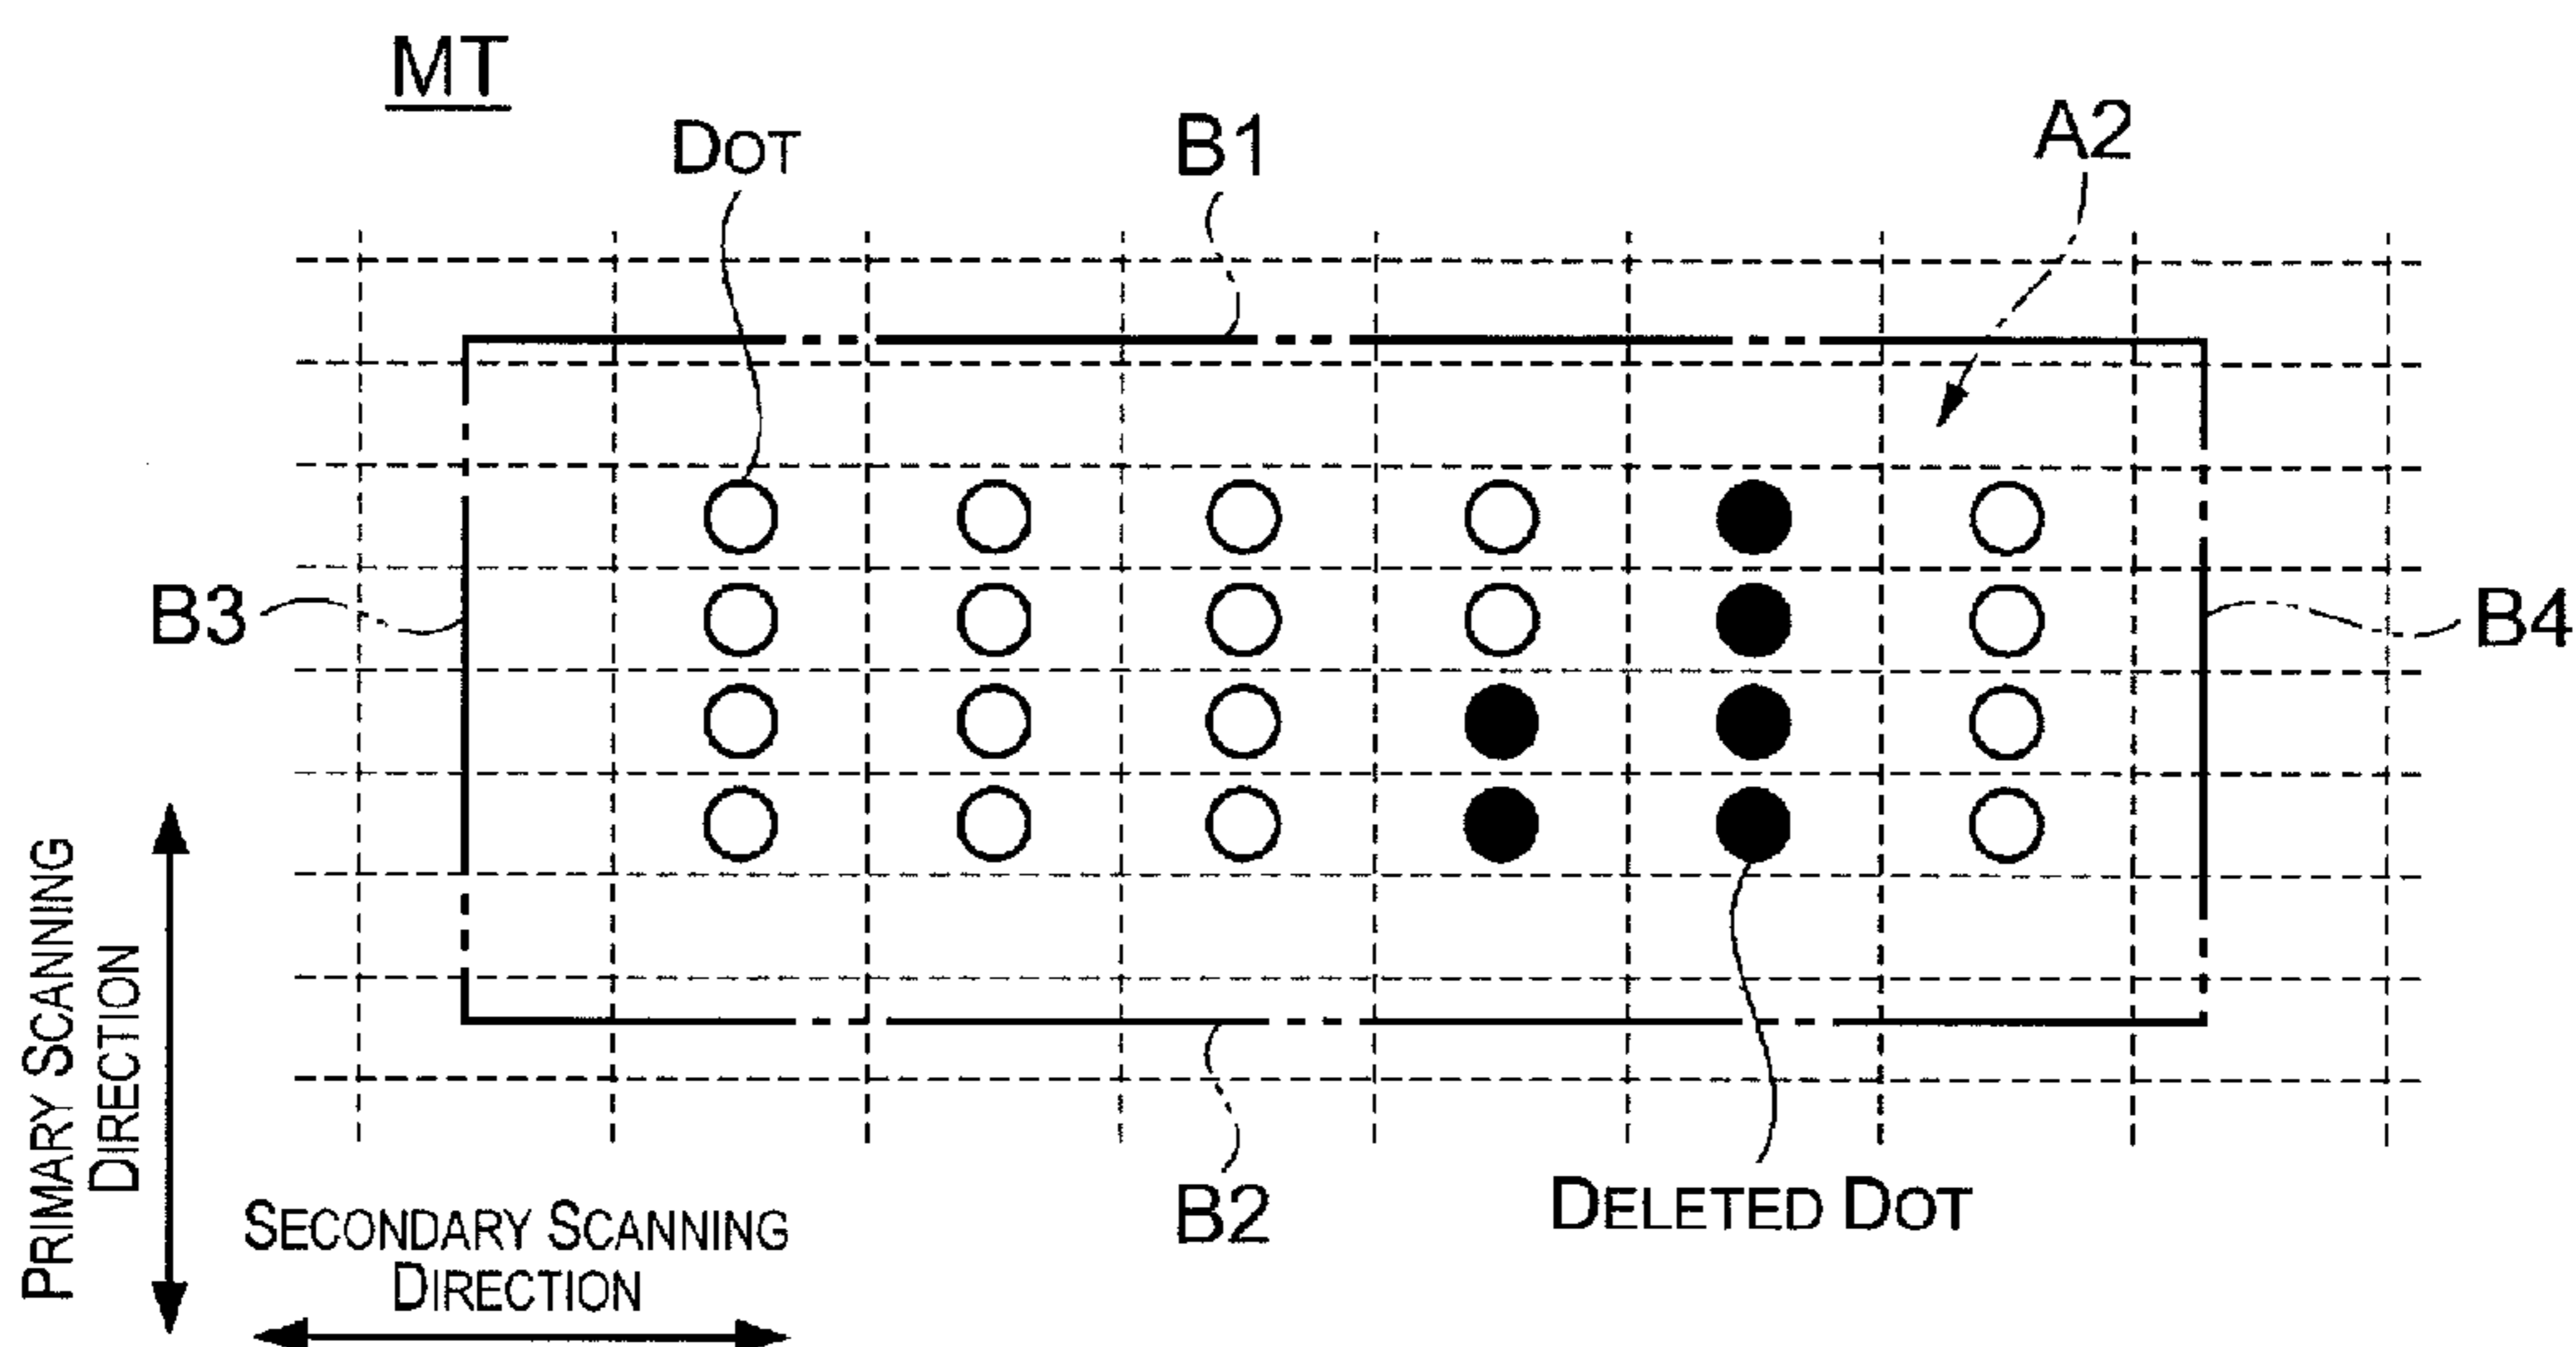 MT
DOT
B1
A2
B3
B4
PRIMARY SCANNING
DIRECTION
SECONDARY SCANNING
DIRECTION
B2
DELETED DOT